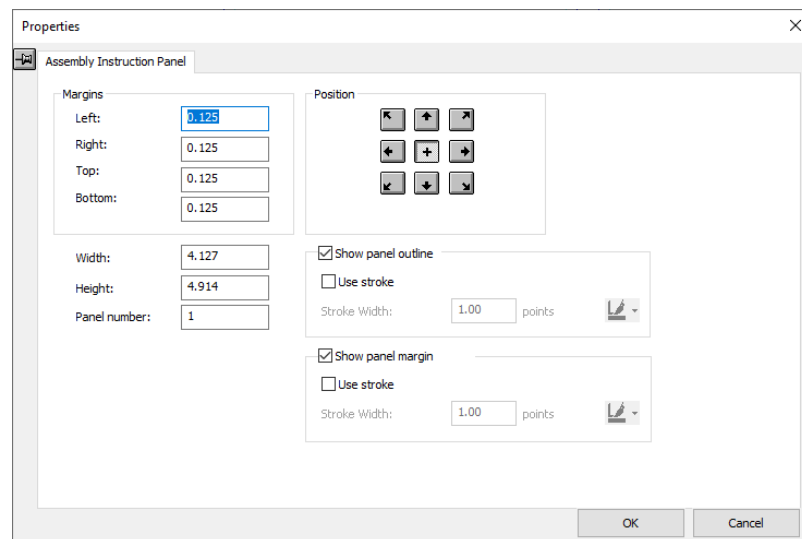 Properties
Assembly Instruction Panel
Margins
Left: 0.125
Right: 0.125
Top: 0.125
Bottom: 0.125
Position
Width: 4.127
Height: 4.914
Panel number: 1
Show panel outline
Use stroke
Stroke Width: 1.00 points
Show panel margin
Use stroke
Stroke Width: 1.00 points
OK Cancel